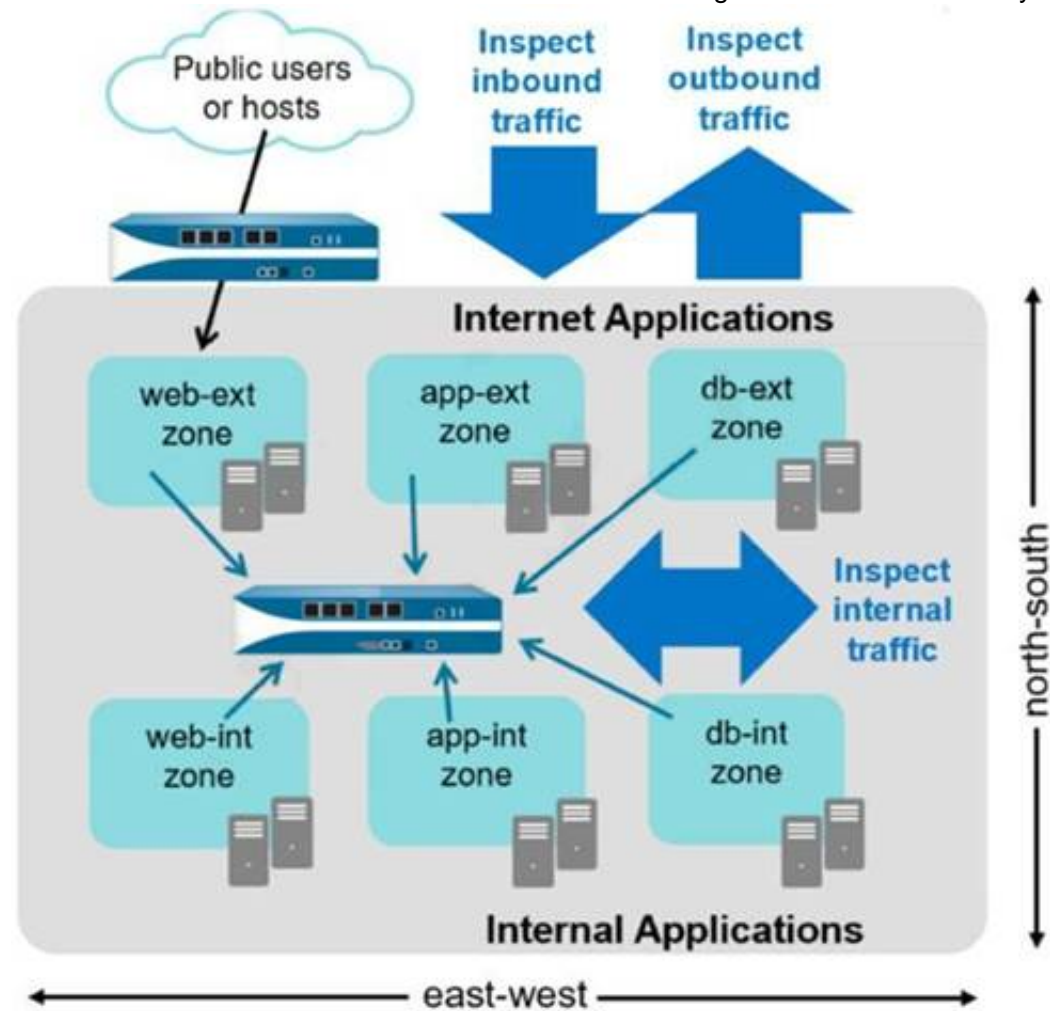 Public users
or hosts
Inspect
inbound
traffic
Inspect
outbound
traffic
Internet Applications
web-ext
zone
app-ext
zone
db-ext
zone
Inspect
internal
traffic
web-int
zone
app-int
zone
db-int
zone
Internal Applications
north-south
east-west